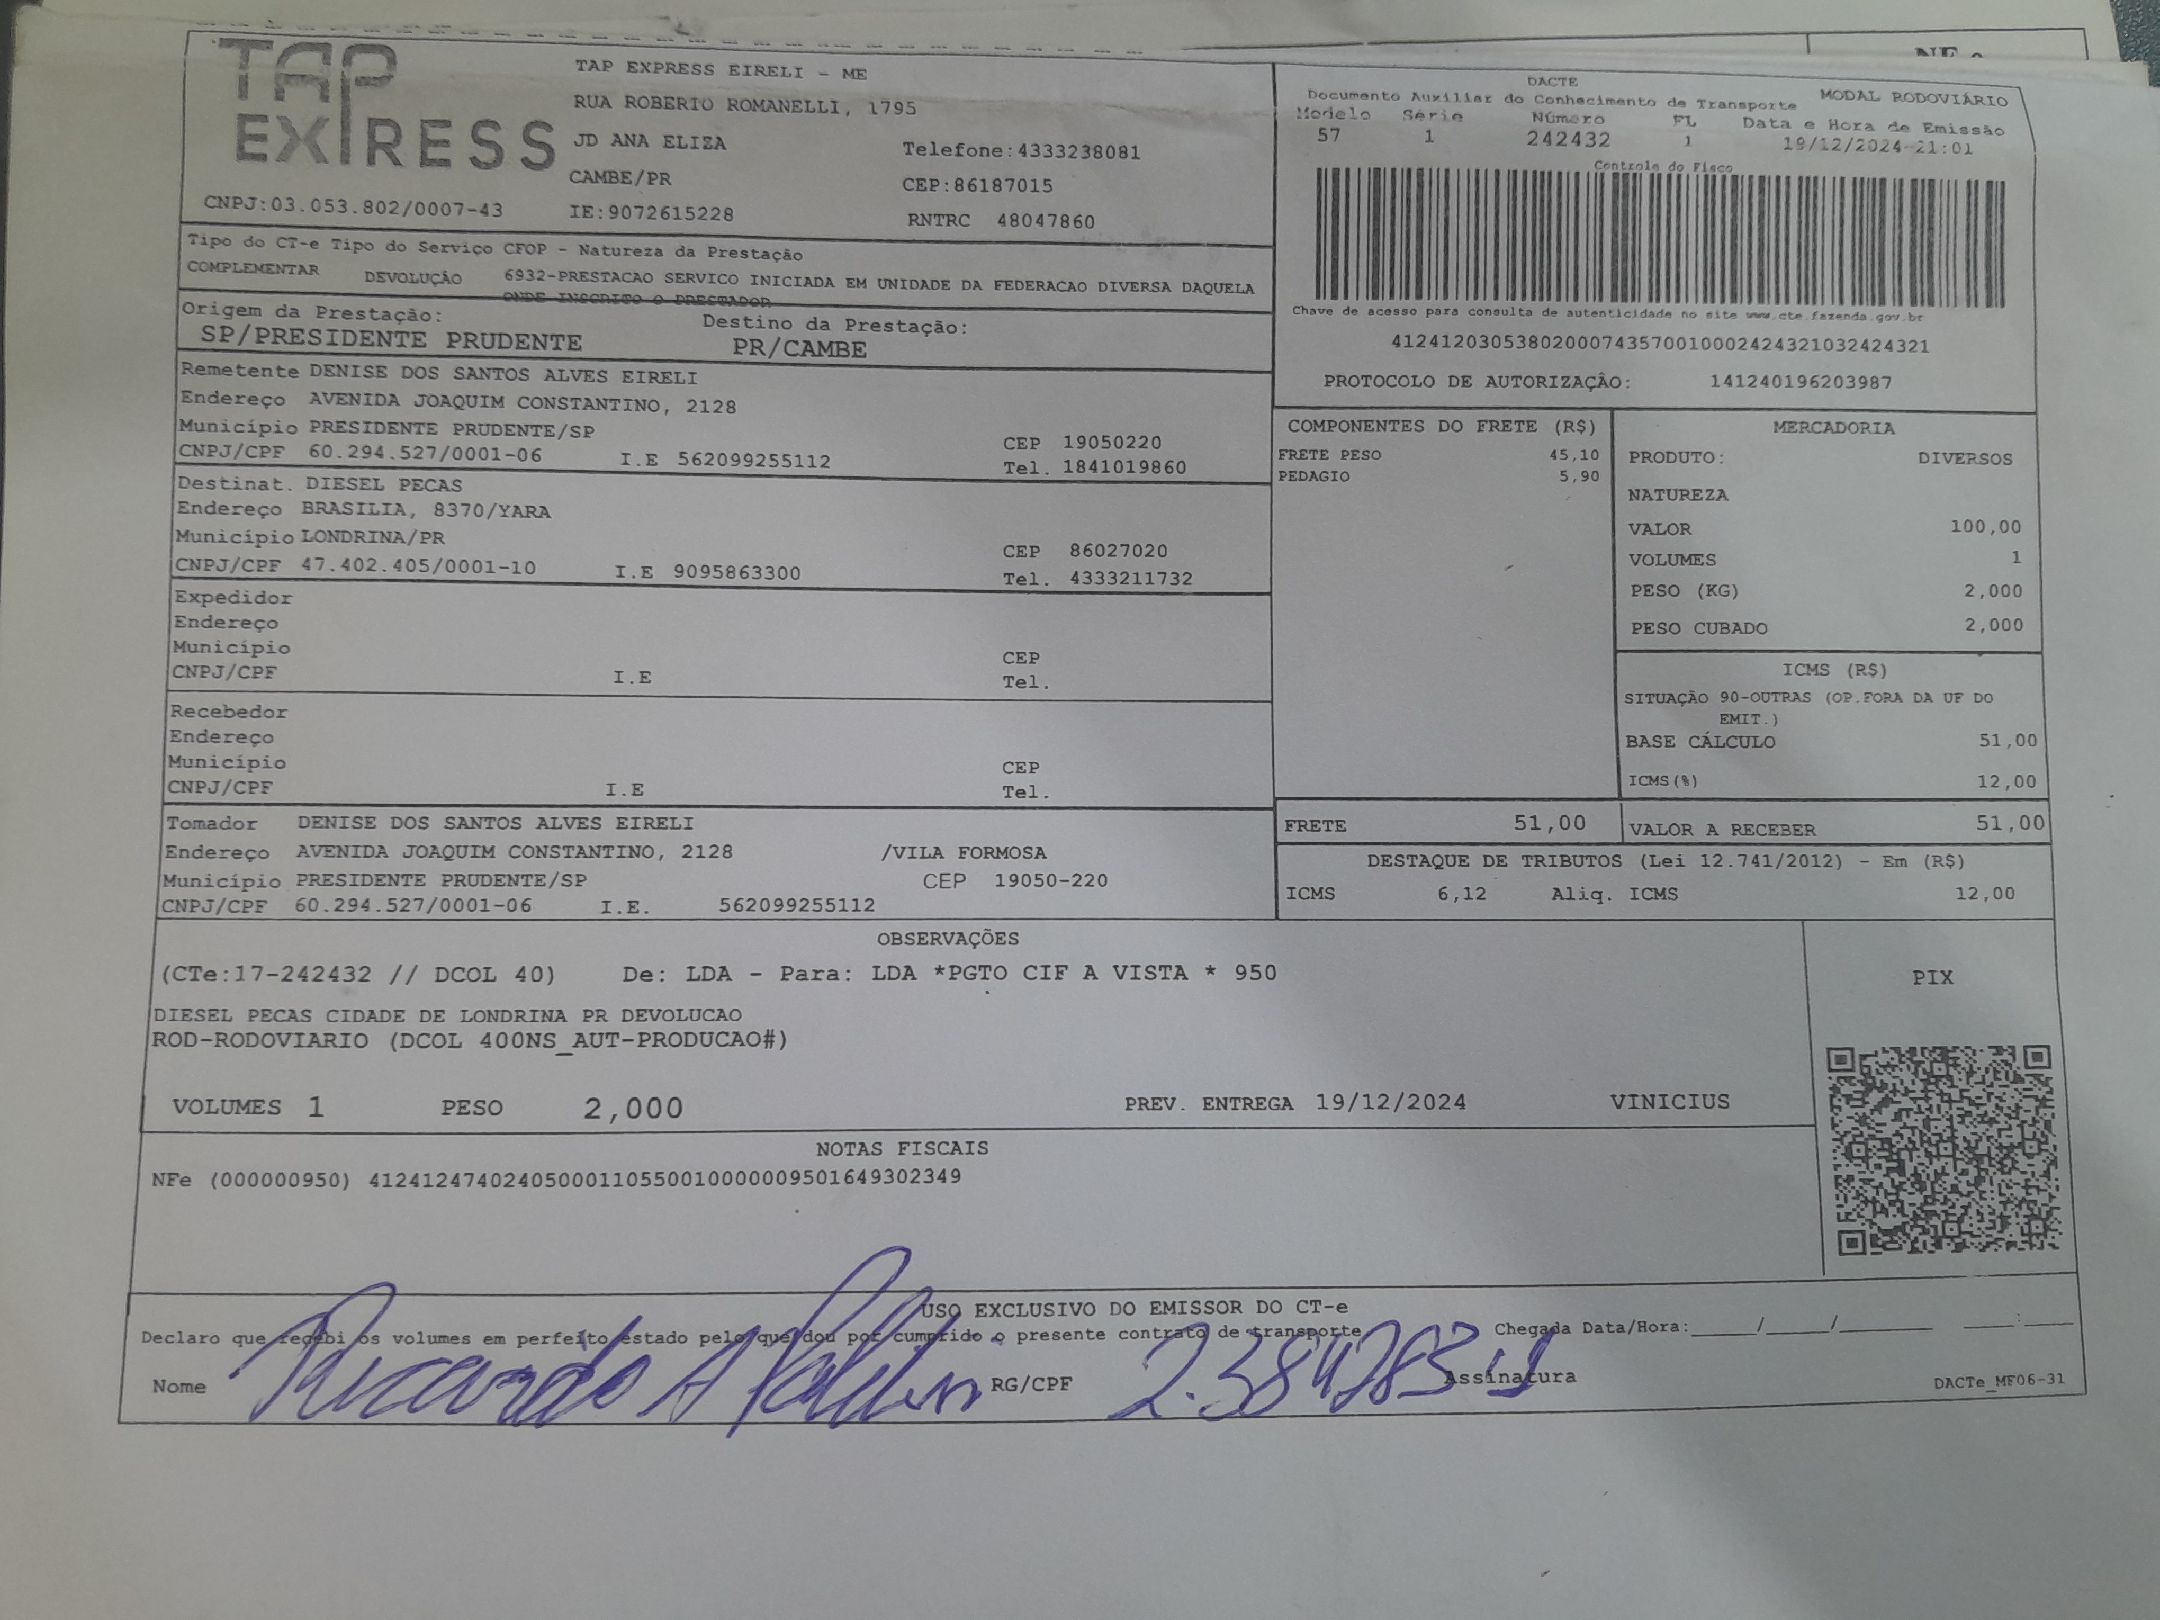 TAP
EXPRESS
TAP EXPRESS EIRELI - ME
RUA ROBERTO ROMANELLI, 1795
JD ANA ELIZA
Telefone:4333238081
CAMBE/PR
CEP:86187015
CNPJ:03.053.802/0007-43
IE:9072615228
RNTRC 48047860
DACTE
Documento Auxiliar do Conhecimento de Transporte MODAL RODOVIÁRIO
Modelo Série Número FL Data e Hora de Emissão
57 1 242432 1 19/12/2024-21:01
Controle do Fisco
Chave de acesso para consulta de autenticidade no site www.cte.fazenda.gov.br
41241203053802000743570010002424321032424321
PROTOCOLO DE AUTORIZAÇÃO: 141240196203987
Tipo do CT-e Tipo do Serviço CFOP - Natureza da Prestação
COMPLEMENTAR DEVOLUÇÃO 6932-PRESTACAO SERVICO INICIADA EM UNIDADE DA FEDERACAO DIVERSA DAQUELA
ONDE INSCRITO O PRESTADOR
Origem da Prestação: Destino da Prestação:
SP/PRESIDENTE PRUDENTE PR/CAMBE
Remetente DENISE DOS SANTOS ALVES EIRELI
Endereço AVENIDA JOAQUIM CONSTANTINO, 2128
Município PRESIDENTE PRUDENTE/SP CEP 19050220
CNPJ/CPF 60.294.527/0001-06 I.E 562099255112 Tel. 1841019860
Destinat. DIESEL PECAS
Endereço BRASILIA, 8370/YARA
Município LONDRINA/PR CEP 86027020
CNPJ/CPF 47.402.405/0001-10 I.E 9095863300 Tel. 4333211732
Expedidor
Endereço
Município CEP
CNPJ/CPF I.E Tel.
Recebedor
Endereço
Município CEP
CNPJ/CPF I.E Tel.
Tomador DENISE DOS SANTOS ALVES EIRELI
Endereço AVENIDA JOAQUIM CONSTANTINO, 2128 /VILA FORMOSA
Município PRESIDENTE PRUDENTE/SP CEP 19050-220
CNPJ/CPF 60.294.527/0001-06 I.E. 562099255112
COMPONENTES DO FRETE (R$)
FRETE PESO 45,10
PEDAGIO 5,90
MERCADORIA
PRODUTO: DIVERSOS
NATUREZA
VALOR 100,00
VOLUMES 1
PESO (KG) 2,000
PESO CUBADO 2,000
ICMS (R$)
SITUAÇÃO 90-OUTRAS (OP.FORA DA UF DO
EMIT.)
BASE CÁLCULO 51,00
ICMS(%) 12,00
FRETE 51,00 VALOR A RECEBER 51,00
DESTAQUE DE TRIBUTOS (Lei 12.741/2012) - Em (R$)
ICMS 6,12 Aliq. ICMS 12,00
OBSERVAÇÕES
(CTe:17-242432 // DCOL 40) De: LDA - Para: LDA *PGTO CIF A VISTA * 950
DIESEL PECAS CIDADE DE LONDRINA PR DEVOLUCAO
ROD-RODOVIARIO (DCOL 400NS_AUT-PRODUCAO#)
PIX
VOLUMES 1 PESO 2,000 PREV. ENTREGA 19/12/2024 VINICIUS
NOTAS FISCAIS
NFe (000000950) 41241247402405000110550010000009501649302349
USO EXCLUSIVO DO EMISSOR DO CT-e
Declaro que recebi os volumes em perfeito estado pelo que dou por cumprido o presente contrato de transporte Chegada Data/Hora:____/____/______ ___:___
Nome Ricardo A RG/CPF Assinatura DACTe_MF06-31